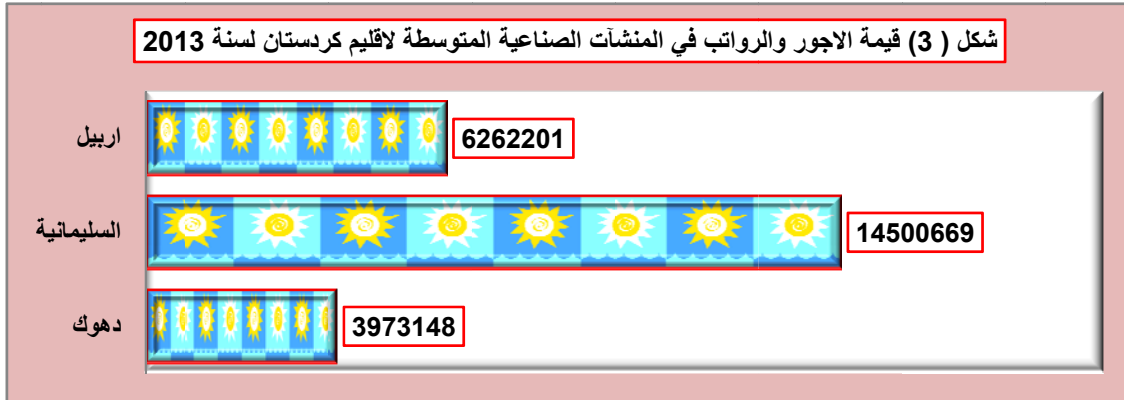 شكل ( 3) قيمة الاجور والرواتب في المنشآت الصناعية المتوسطة لاقليم كردستان لسنة 2013
اربيل
6262201
السليمانية
14500669
دهوك
3973148